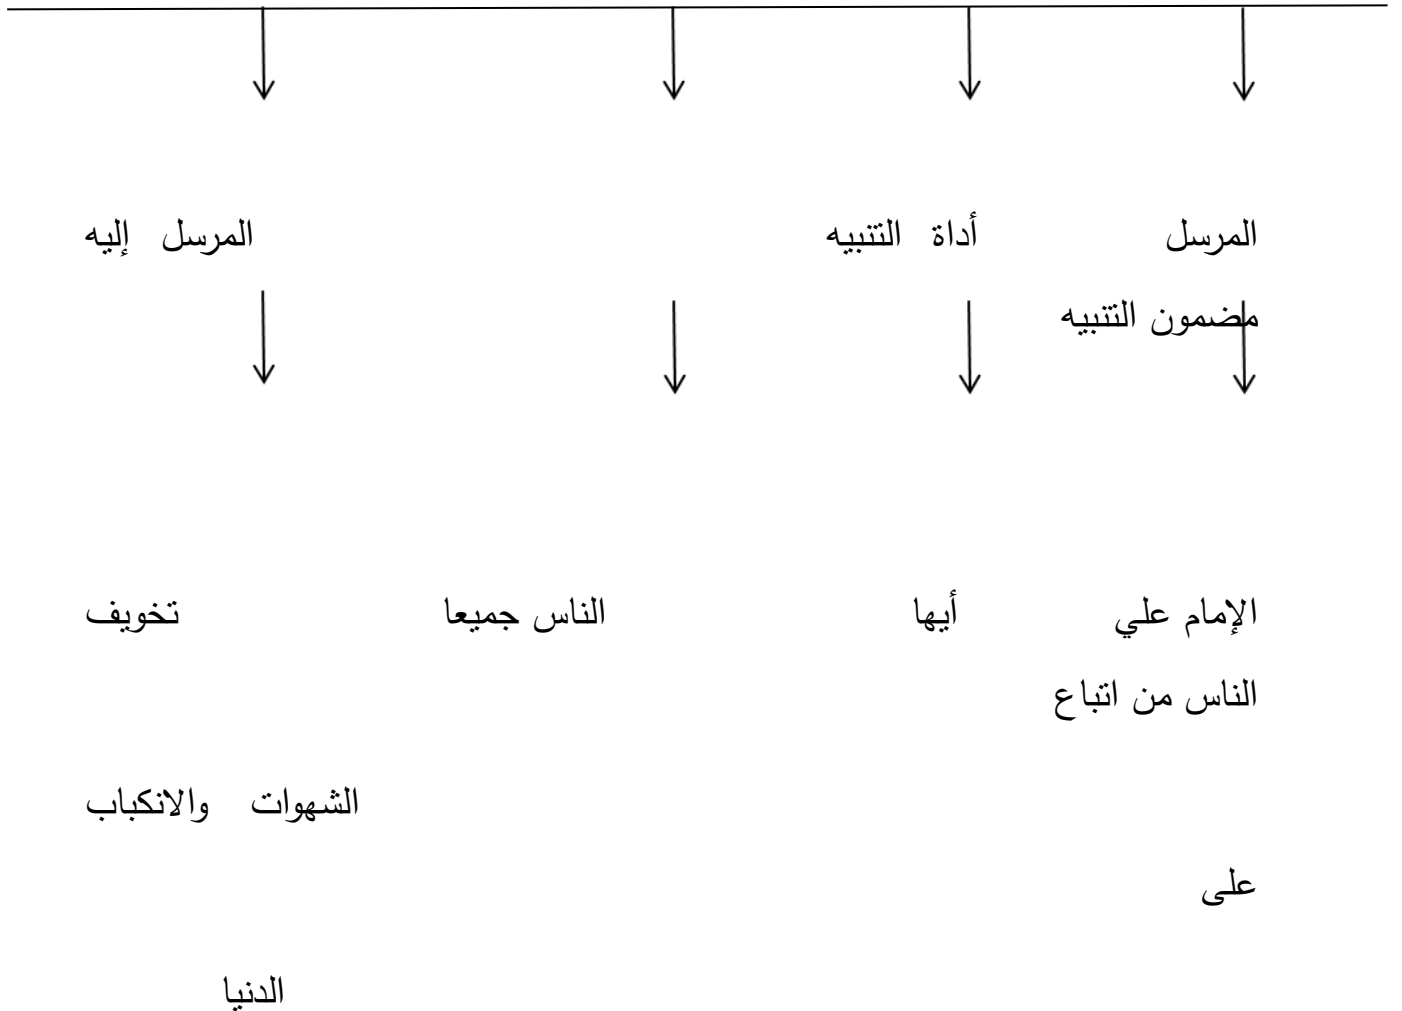 المرسل أداة التنبيه المرسل إليه
مضمون التنبيه
الإمام علي أيها الناس جميعا تخويف
الناس من اتباع
الشهوات والانكباب
على
الدنيا